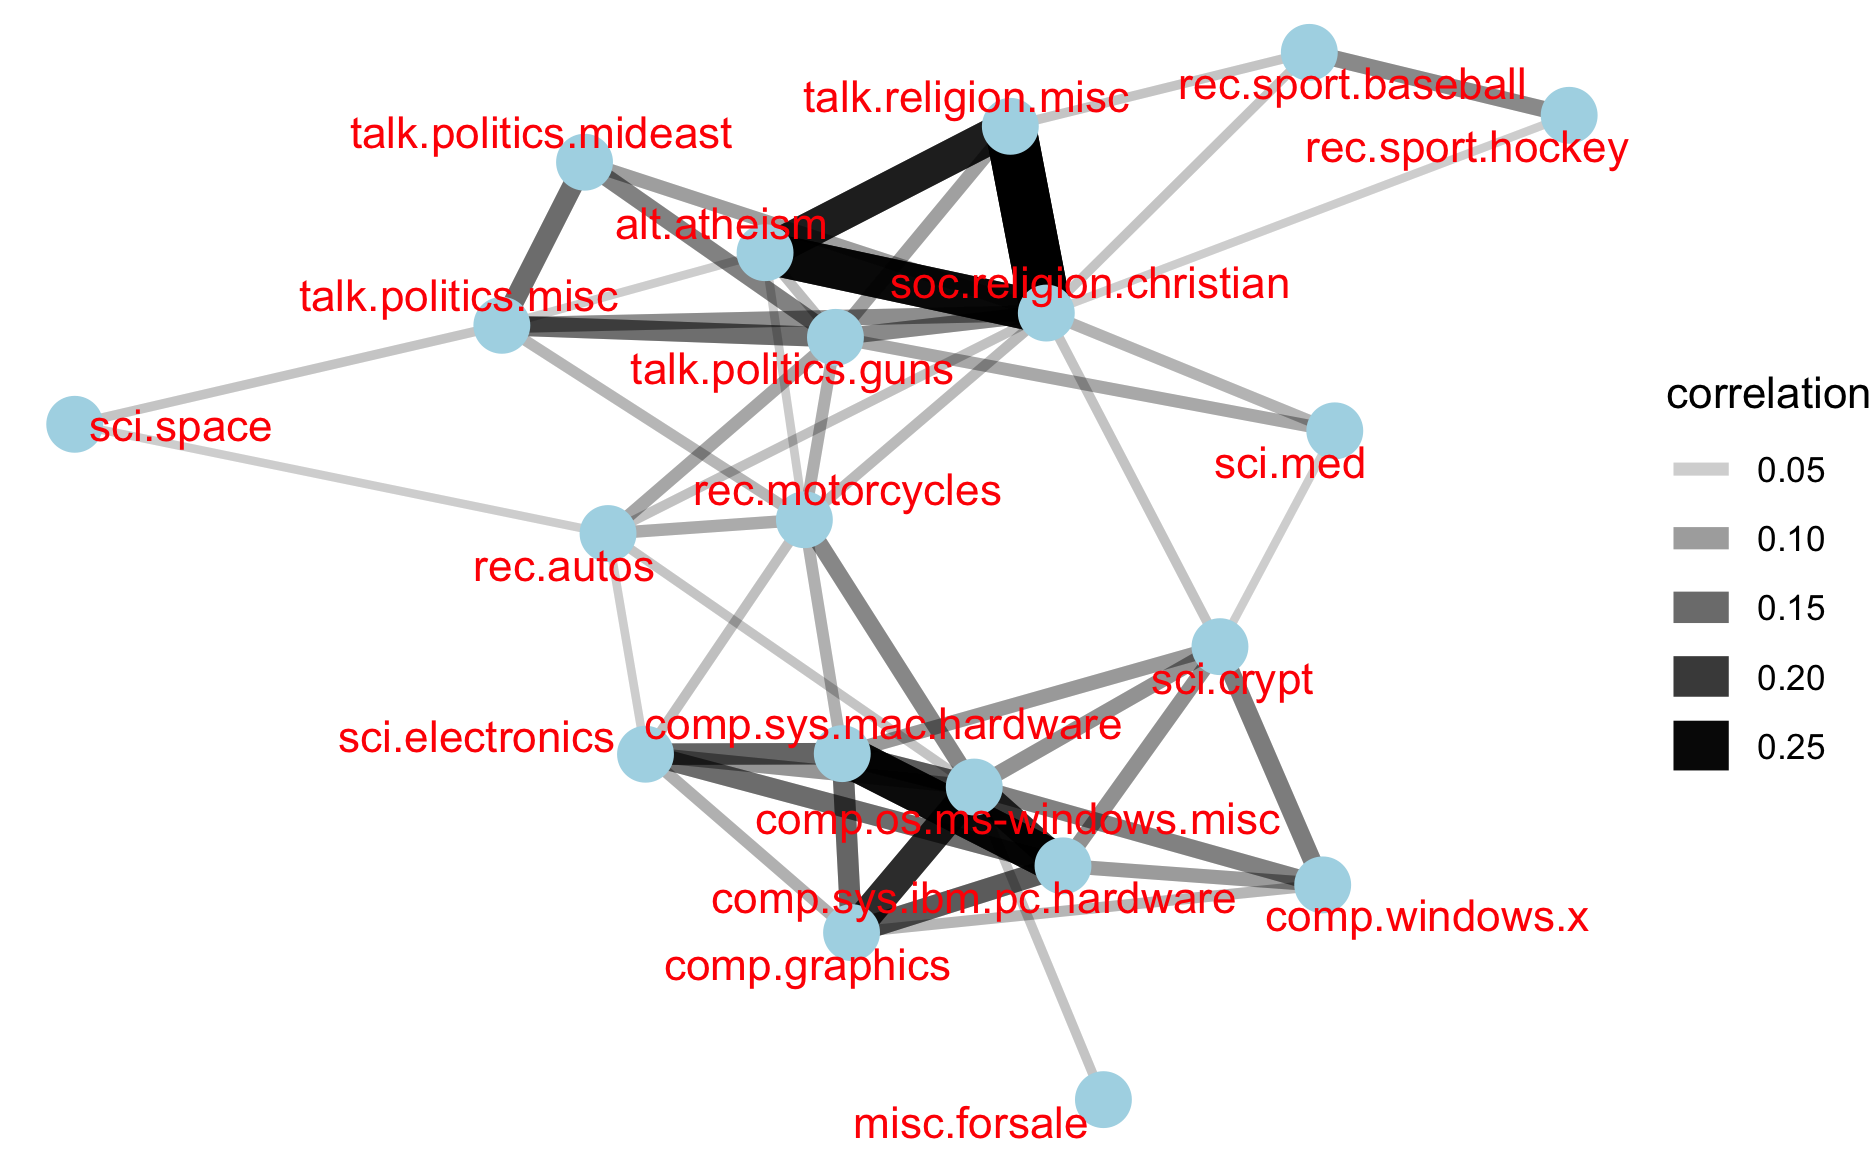 rec.sport.baseball
talk.religion.misc
talk.politics.mideast
rec.sport.hockey
alt.atheism
soc.religion.christian
talk.politics.misc
talk.politics.guns
correlation
sci.space
sci.med
0.05
rec.motorcycles
0.10
rec.autos
0.15
sci.crypt
0.20
comp.sys.mac.hardware
sci.electronics
0.25
comp.os.ms-windows.misc
comp.sys.ibm.pc.hardware
comp.windows.x
comp.graphics
misc.forsale